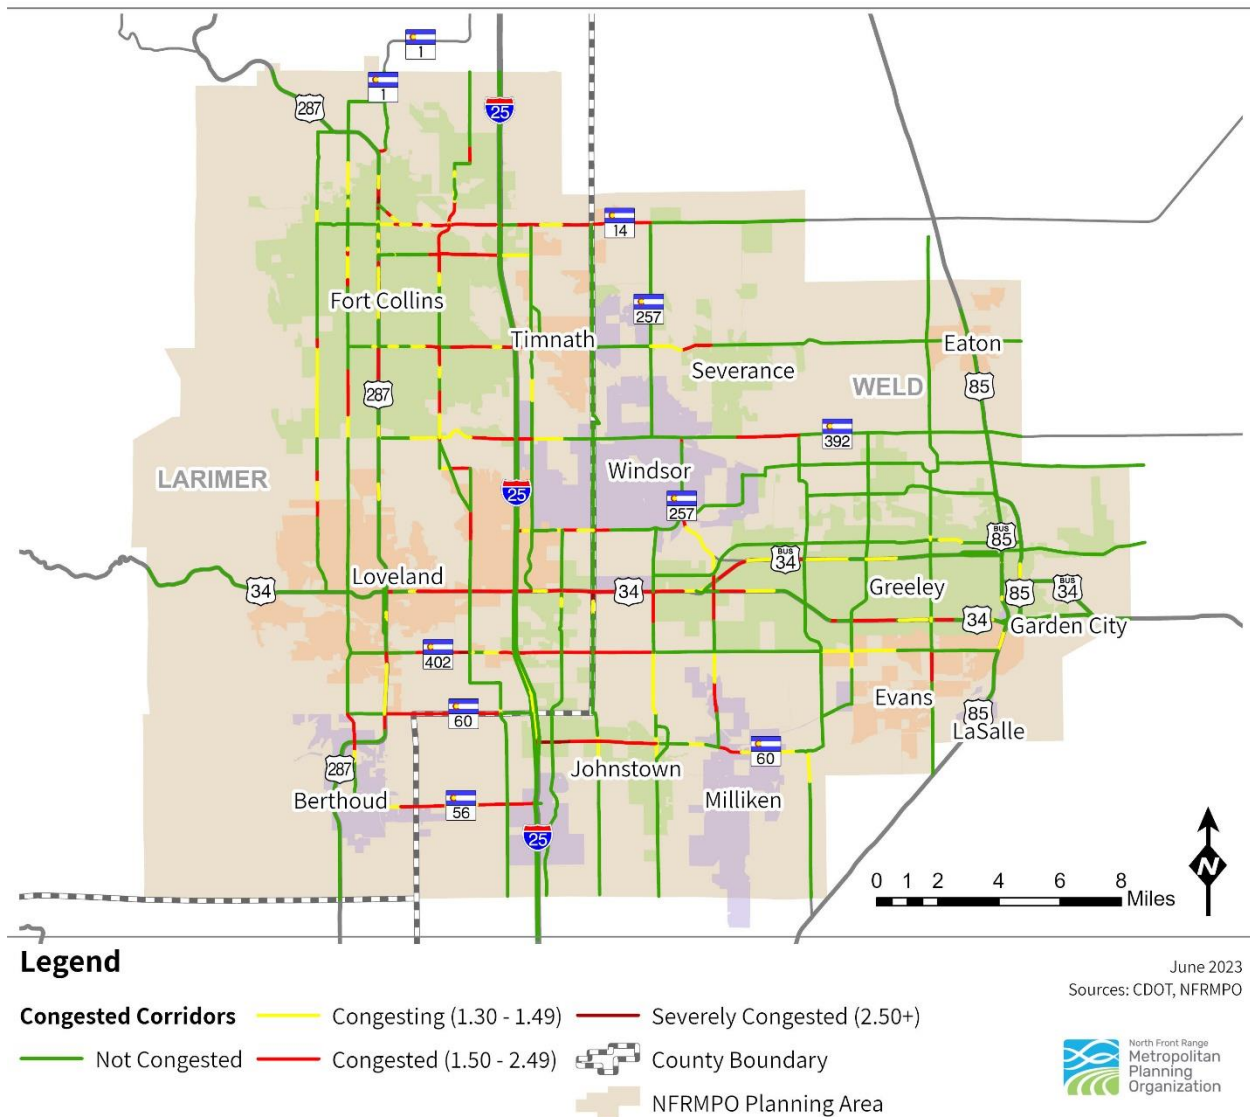 1
1
287
25
14
Fort Collins
257
Timnath
Eaton
Severance
287
WELD
85
392
LARIMER
Windsor
25
257
BUS
85
BUS
34
Loveland
34
34
Greeley
85
BUS
34
34
Garden City
402
Evans
60
85
LaSalle
60
287
Johnstown
Berthoud
56
Milliken
25
N
0 1 2 4 6 8
Miles
Legend
June 2023
Sources: CDOT, NFRMPO
Congested Corridors
Congesting (1.30 - 1.49)
Severely Congested (2.50+)
Not Congested
Congested (1.50 - 2.49)
County Boundary
NFRMPO Planning Area
North Front Range
Metropolitan
Planning
Organization